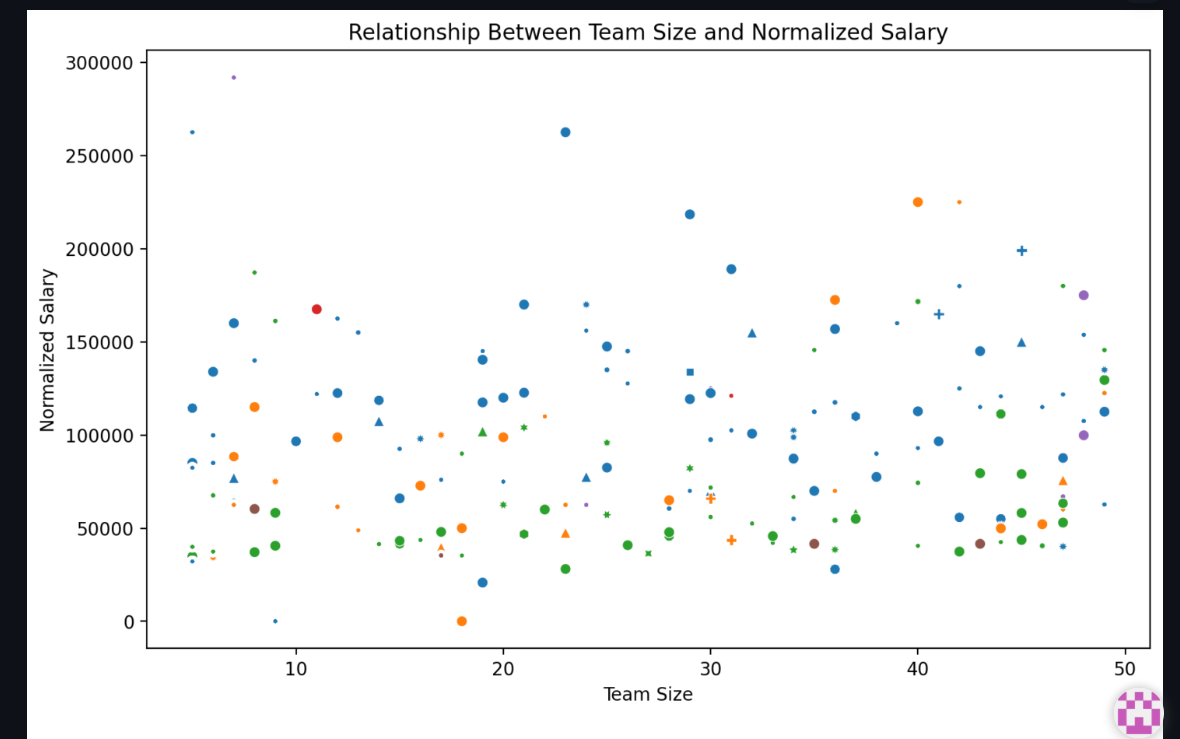 Relationship Between Team Size and Normalized Salary
300000
250000
200000
150000
100000
50000
0
Normalized Salary
10 20 30 40 50
Team Size